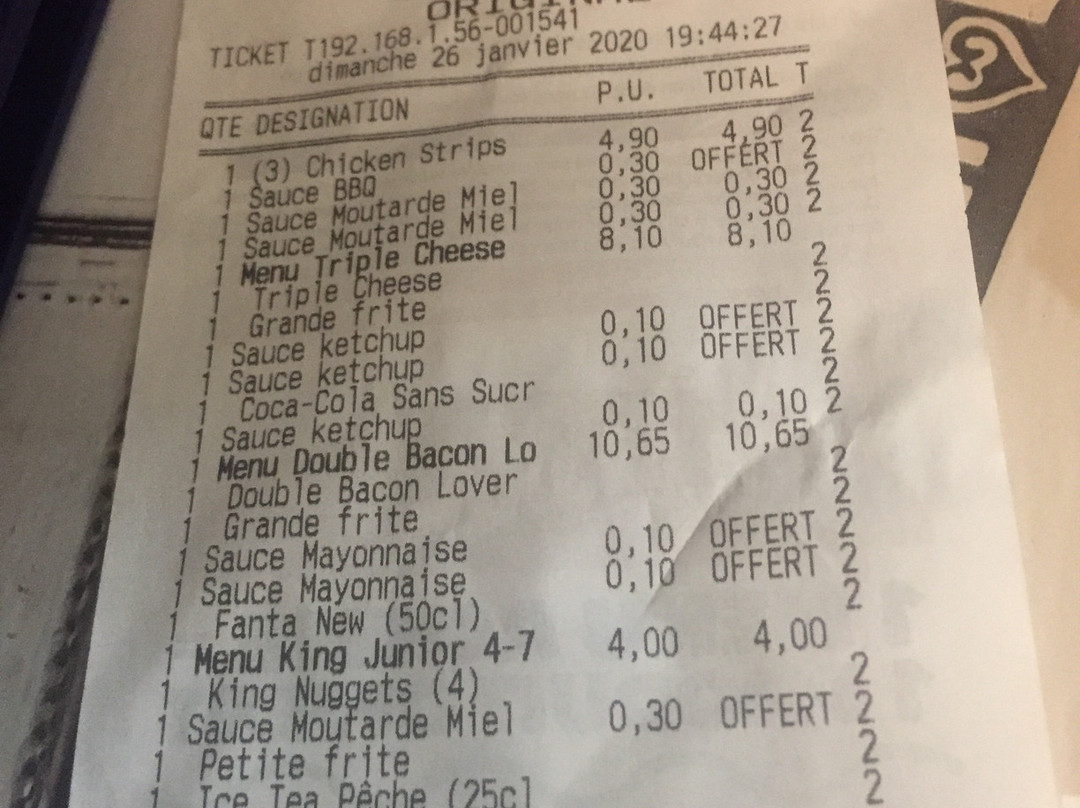 ORIGINAL
TICKET T192.168.1.56-001541
dimanche 26 janvier 2020 19:44:27
QTE DESIGNATION P.U. TOTAL T
1 (3) Chicken Strips 4,90 4,90 2
1 Sauce BBQ 0,30 OFFERT 2
1 Sauce Moutarde Miel 0,30 0,30 2
1 Sauce Moutarde Miel 0,30 0,30 2
1 Menu Triple Cheese 8,10 8,10
1 Triple Cheese 2
1 Grande frite 2
1 Sauce ketchup 0,10 OFFERT 2
1 Sauce ketchup 0,10 OFFERT 2
1 Coca-Cola Sans Sucr 2
1 Sauce ketchup 0,10 0,10 2
1 Menu Double Bacon Lo 10,65 10,65
1 Double Bacon Lover 2
1 Grande frite 2
1 Sauce Mayonnaise 0,10 OFFERT 2
1 Sauce Mayonnaise 0,10 OFFERT 2
1 Fanta New (50cl) 2
1 Menu King Junior 4-7 4,00 4,00
1 King Nuggets (4) 2
1 Sauce Moutarde Miel 0,30 OFFERT 2
1 Petite frite 2
1 Ice Tea Pêche (25cl 2